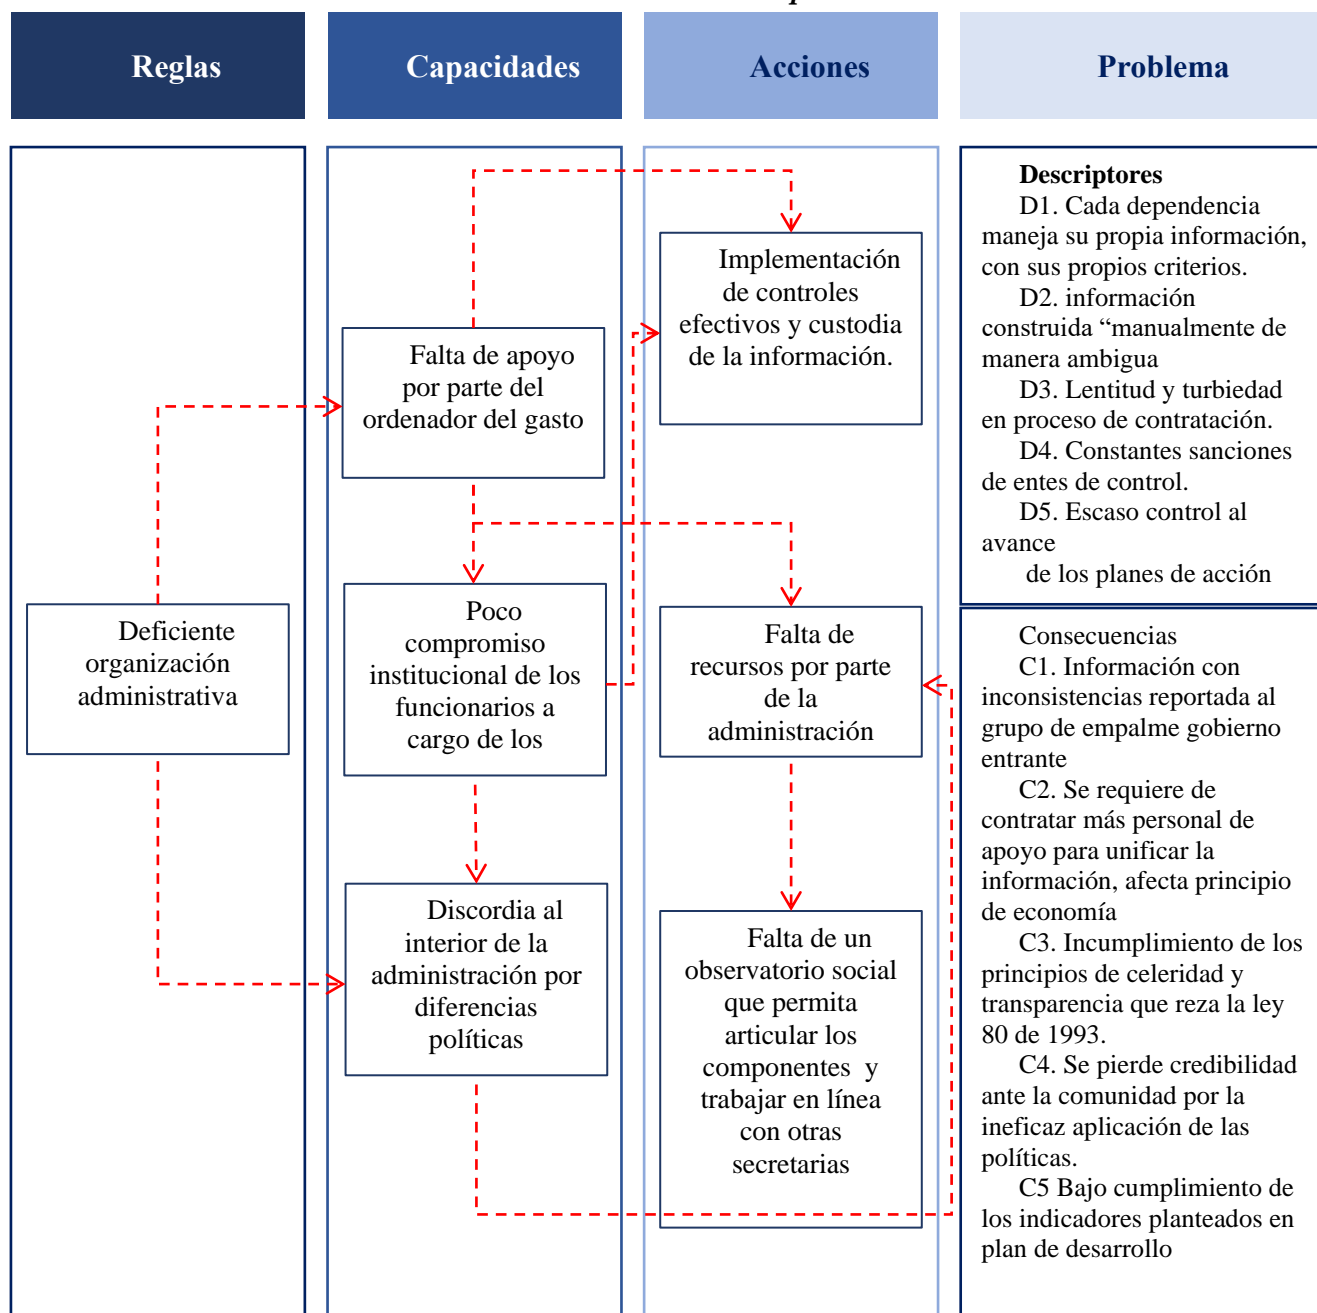 Reglas
Capacidades
Acciones
Problema
Deficiente
organización
administrativa
Falta de apoyo
por parte del
ordenador del gasto
Poco
compromiso
institucional de los
funcionarios a
cargo de los
Discordia al
interior de la
administración por
diferencias
políticas
Implementación
de controles
efectivos y custodia
de la información.
Falta de
recursos por parte
de la
administración
Falta de un
observatorio social
que permita
articular los
componentes y
trabajar en línea
con otras
secretarias
Descriptores
D1. Cada dependencia
maneja su propia información,
con sus propios criterios.
D2. información
construida “manualmente de
manera ambigua
D3. Lentitud y turbiedad
en proceso de contratación.
D4. Constantes sanciones
de entes de control.
D5. Escaso control al
avance
de los planes de acción
Consecuencias
C1. Información con
inconsistencias reportada al
grupo de empalme gobierno
entrante
C2. Se requiere de
contratar más personal de
apoyo para unificar la
información, afecta principio
de economía
C3. Incumplimiento de los
principios de celeridad y
transparencia que reza la ley
80 de 1993.
C4. Se pierde credibilidad
ante la comunidad por la
ineficaz aplicación de las
políticas.
C5 Bajo cumplimiento de
los indicadores planteados en
plan de desarrollo